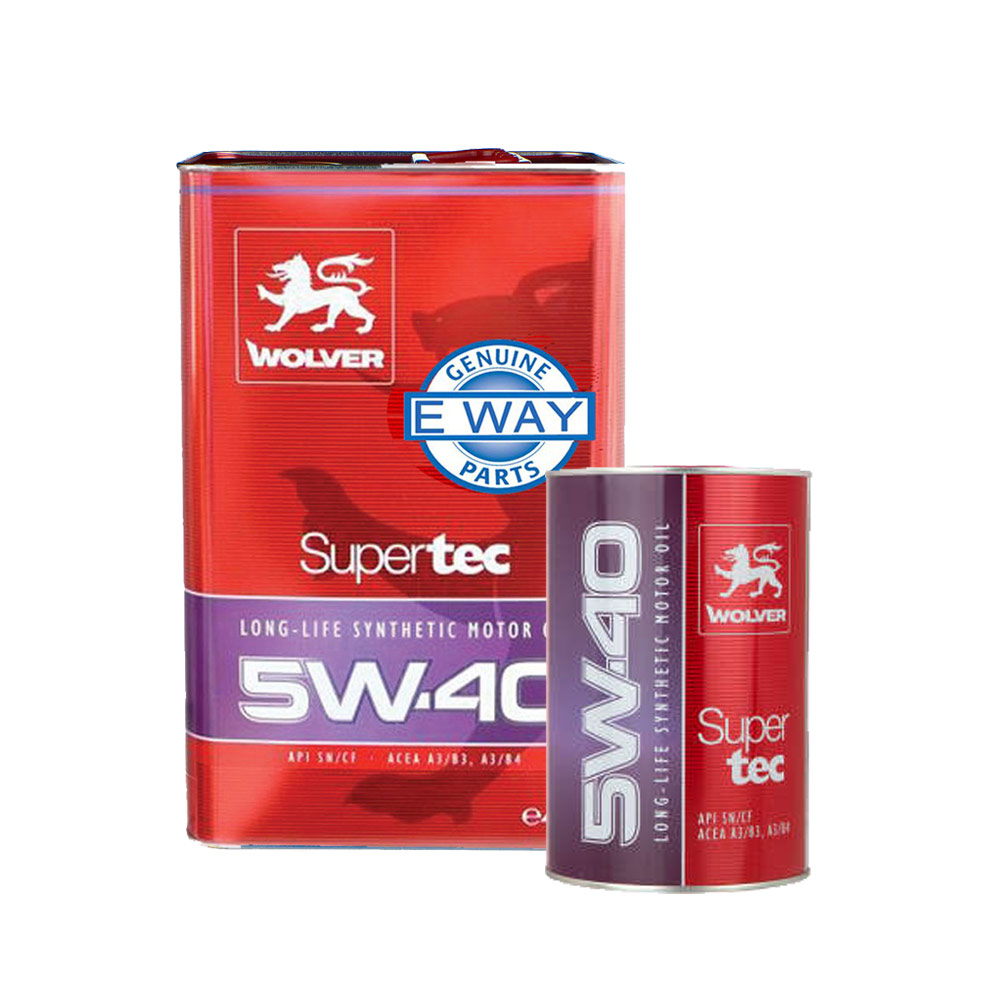 WOLVER
GENUINE
E WAY
PARTS
Supertec
LONG-LIFE SYNTHETIC MOTOR
5W-40
API SN/CF · ACEA A3/B3, A3/B4
5W-40
LONG-LIFE SYNTHETIC MOTOR OIL
WOLVER
Super
tec
API SN/CF
ACEA A3/B3, A3/B4